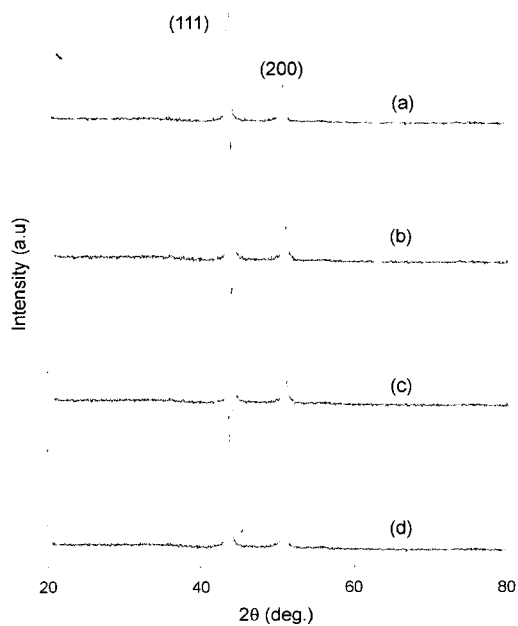 (111)
(200)
(a)
(b)
(c)
(d)
Intensity (a.u)
20 40 60 80
2θ (deg.)